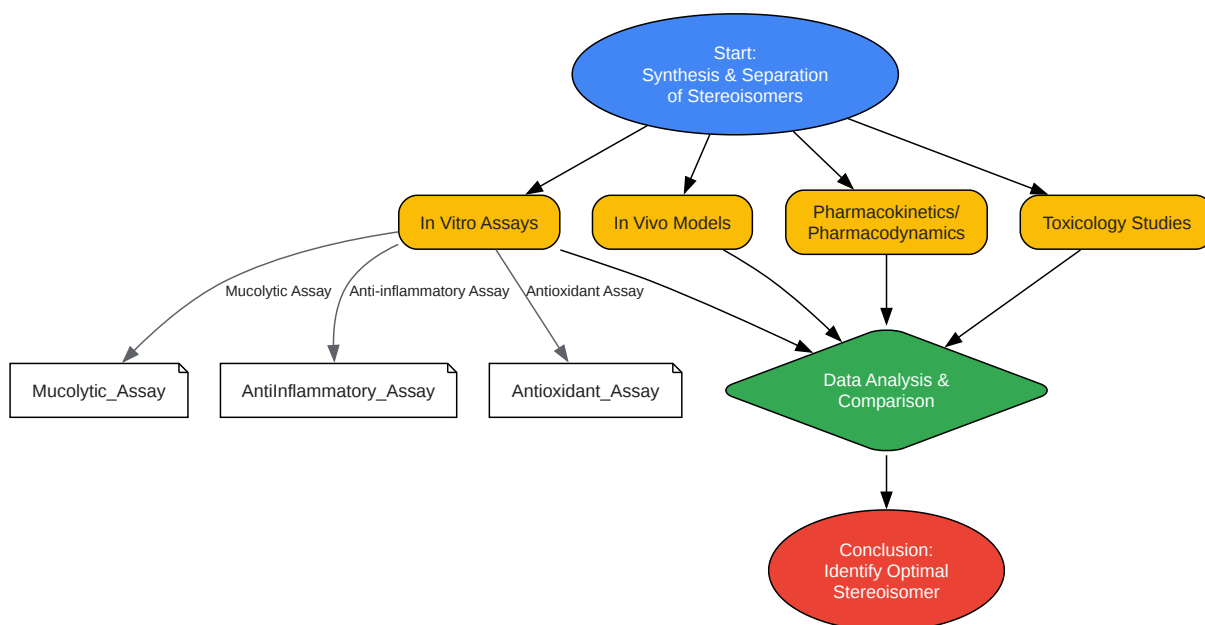 Start:
Synthesis & Separation
of Stereoisomers
In Vitro Assays
In Vivo Models
Pharmacokinetics/
Pharmacodynamics
Toxicology Studies
Mucolytic Assay
Anti-inflammatory Assay
Antioxidant Assay
Mucolytic_Assay
AntiInflammatory_Assay
Antioxidant_Assay
Data Analysis &
Comparison
Conclusion:
Identify Optimal
Stereoisomer